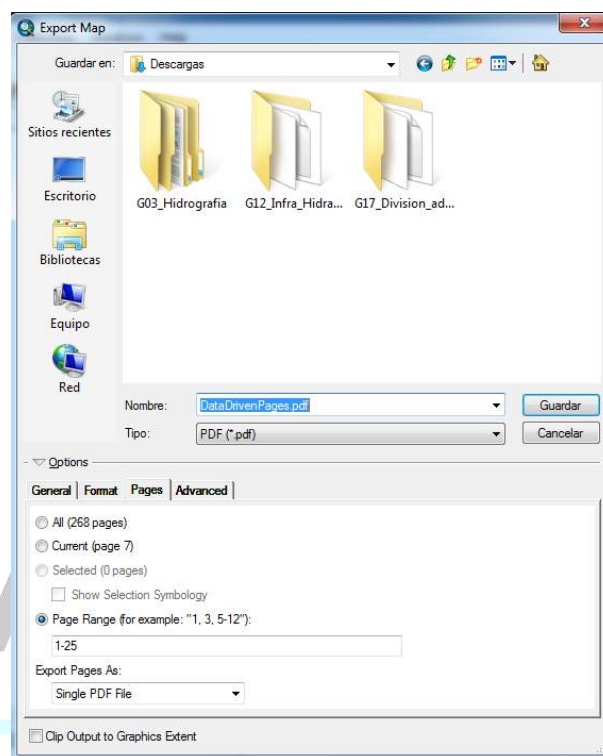 Export Map
Guardar en:
Descargas
Sitios recientes
Escritorio
Bibliotecas
Equipo
Red
G03_Hidrografia
G12_Infra_Hidra...
G17_Division_ad...
Nombre:
DataDrivenPages.pdf
Guardar
Tipo:
PDF (*.pdf)
Cancelar
Options
General
Format
Pages
Advanced
All (268 pages)
Current (page 7)
Selected (0 pages)
Show Selection Symbology
Page Range (for example: "1, 3, 5-12"):
1-25
Export Pages As:
Single PDF File
Clip Output to Graphics Extent